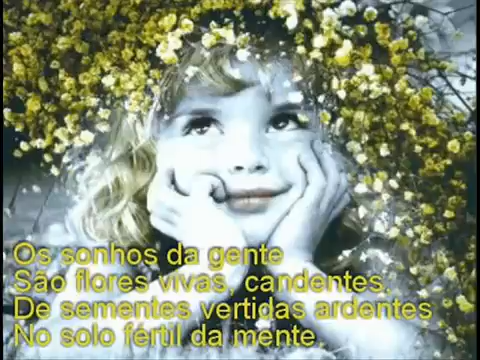 Os sonhos da gente
São flores vivas, candentes.
De sementes vertidas ardentes
No solo fértil da mente.